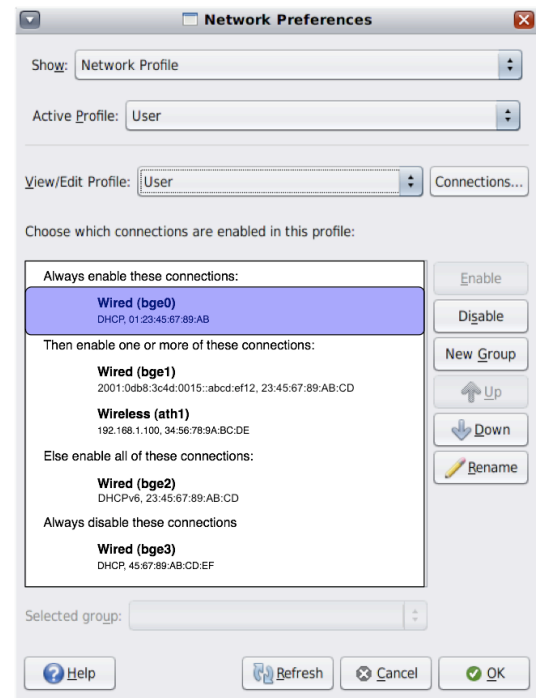 Network Preferences
Show: Network Profile
Active Profile: User
View/Edit Profile: User Connections...
Choose which connections are enabled in this profile:
Always enable these connections:
Wired (bge0)
DHCP, 01:23:45:67:89:AB
Then enable one or more of these connections:
Wired (bge1)
2001:0db8:3c4d:0015::abcd:ef12, 23:45:67:89:AB:CD
Wireless (ath1)
192.168.1.100, 34:56:78:9A:BC:DE
Else enable all of these connections:
Wired (bge2)
DHCPv6, 23:45:67:89:AB:CD
Always disable these connections
Wired (bge3)
DHCP, 45:67:89:AB:CD:EF
Enable
Disable
New Group
Up
Down
Rename
Selected group:
Help Refresh Cancel OK